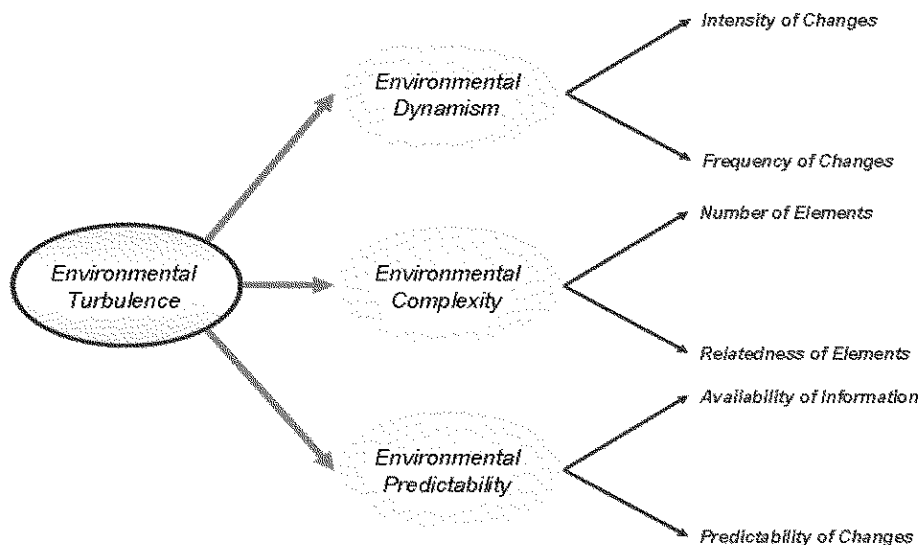 Intensity of Changes
Environmental
Dynamism
Frequency of Changes
Number of Elements
Environmental
Turbulence
Environmental
Complexity
Relatedness of Elements
Availability of Information
Environmental
Predictability
Predictability of Changes